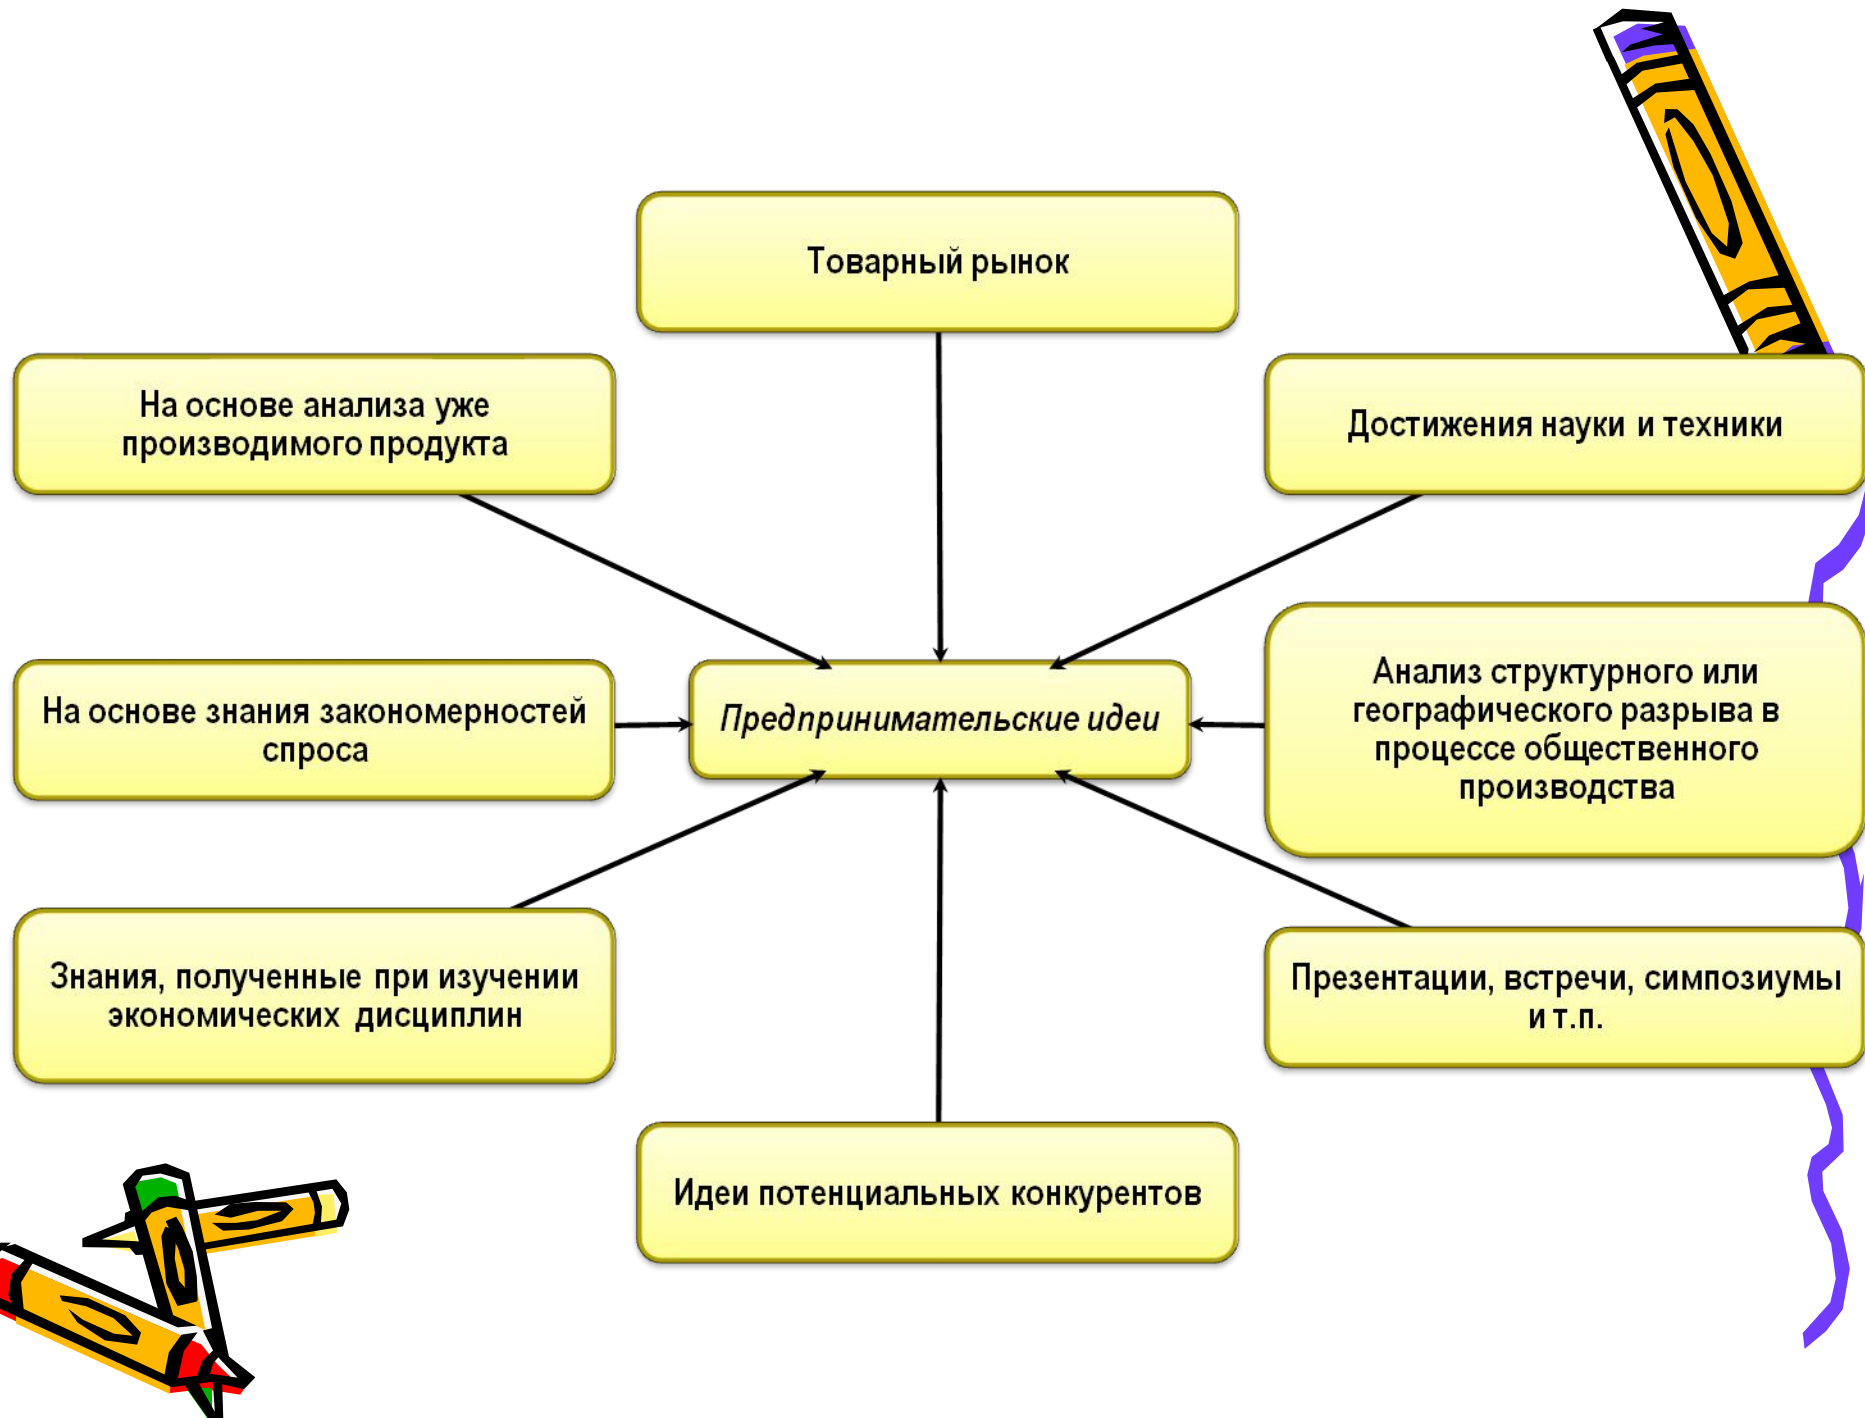 Товарный рынок
На основе анализа уже
производимого продукта
Достижения науки и техники
На основе знания закономерностей
спроса
Предпринимательские идеи
Анализ структурного или
географического разрыва в
процессе общественного
производства
Знания, полученные при изучении
экономических дисциплин
Презентации, встречи, симпозиумы
и т.п.
Идеи потенциальных конкурентов